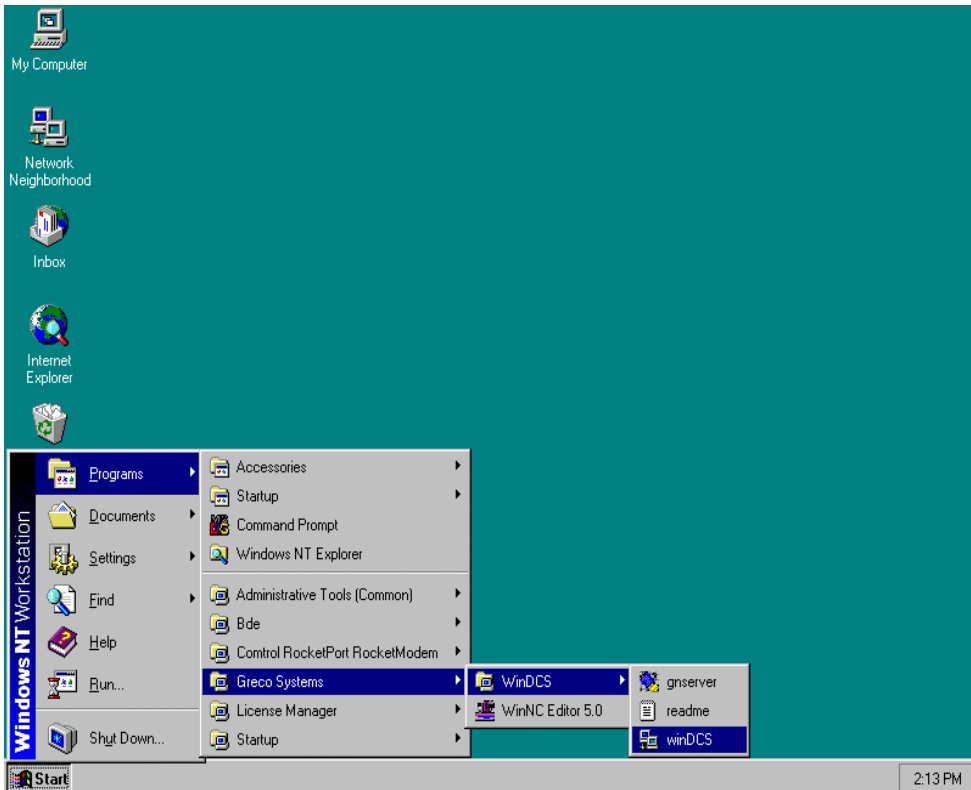 My Computer
Network
Neighborhood
Inbox
Internet
Explorer
Windows NT Workstation
Programs
Documents
Settings
Find
Help
Run...
Shut Down...
Accessories
Startup
Command Prompt
Windows NT Explorer
Administrative Tools (Common)
Bde
Comtrol RocketPort RocketModem
Greco Systems
License Manager
Startup
WinDCS
WinNC Editor 5.0
gnserver
readme
winDCS
Start
2:13 PM